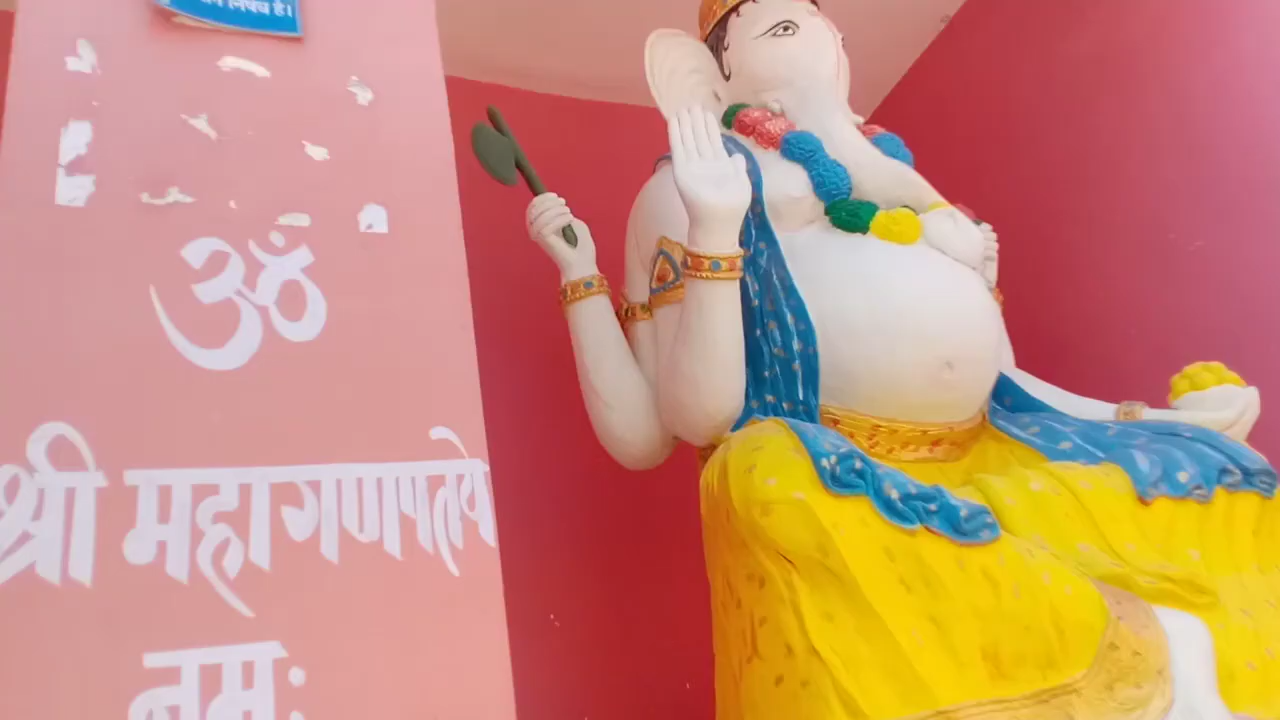 निषेध है।
ॐ
श्री महागणपतये
नमः